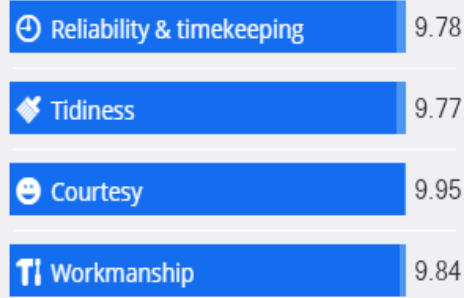 Reliability & timekeeping 9.78
Tidiness 9.77
Courtesy 9.95
Workmanship 9.84